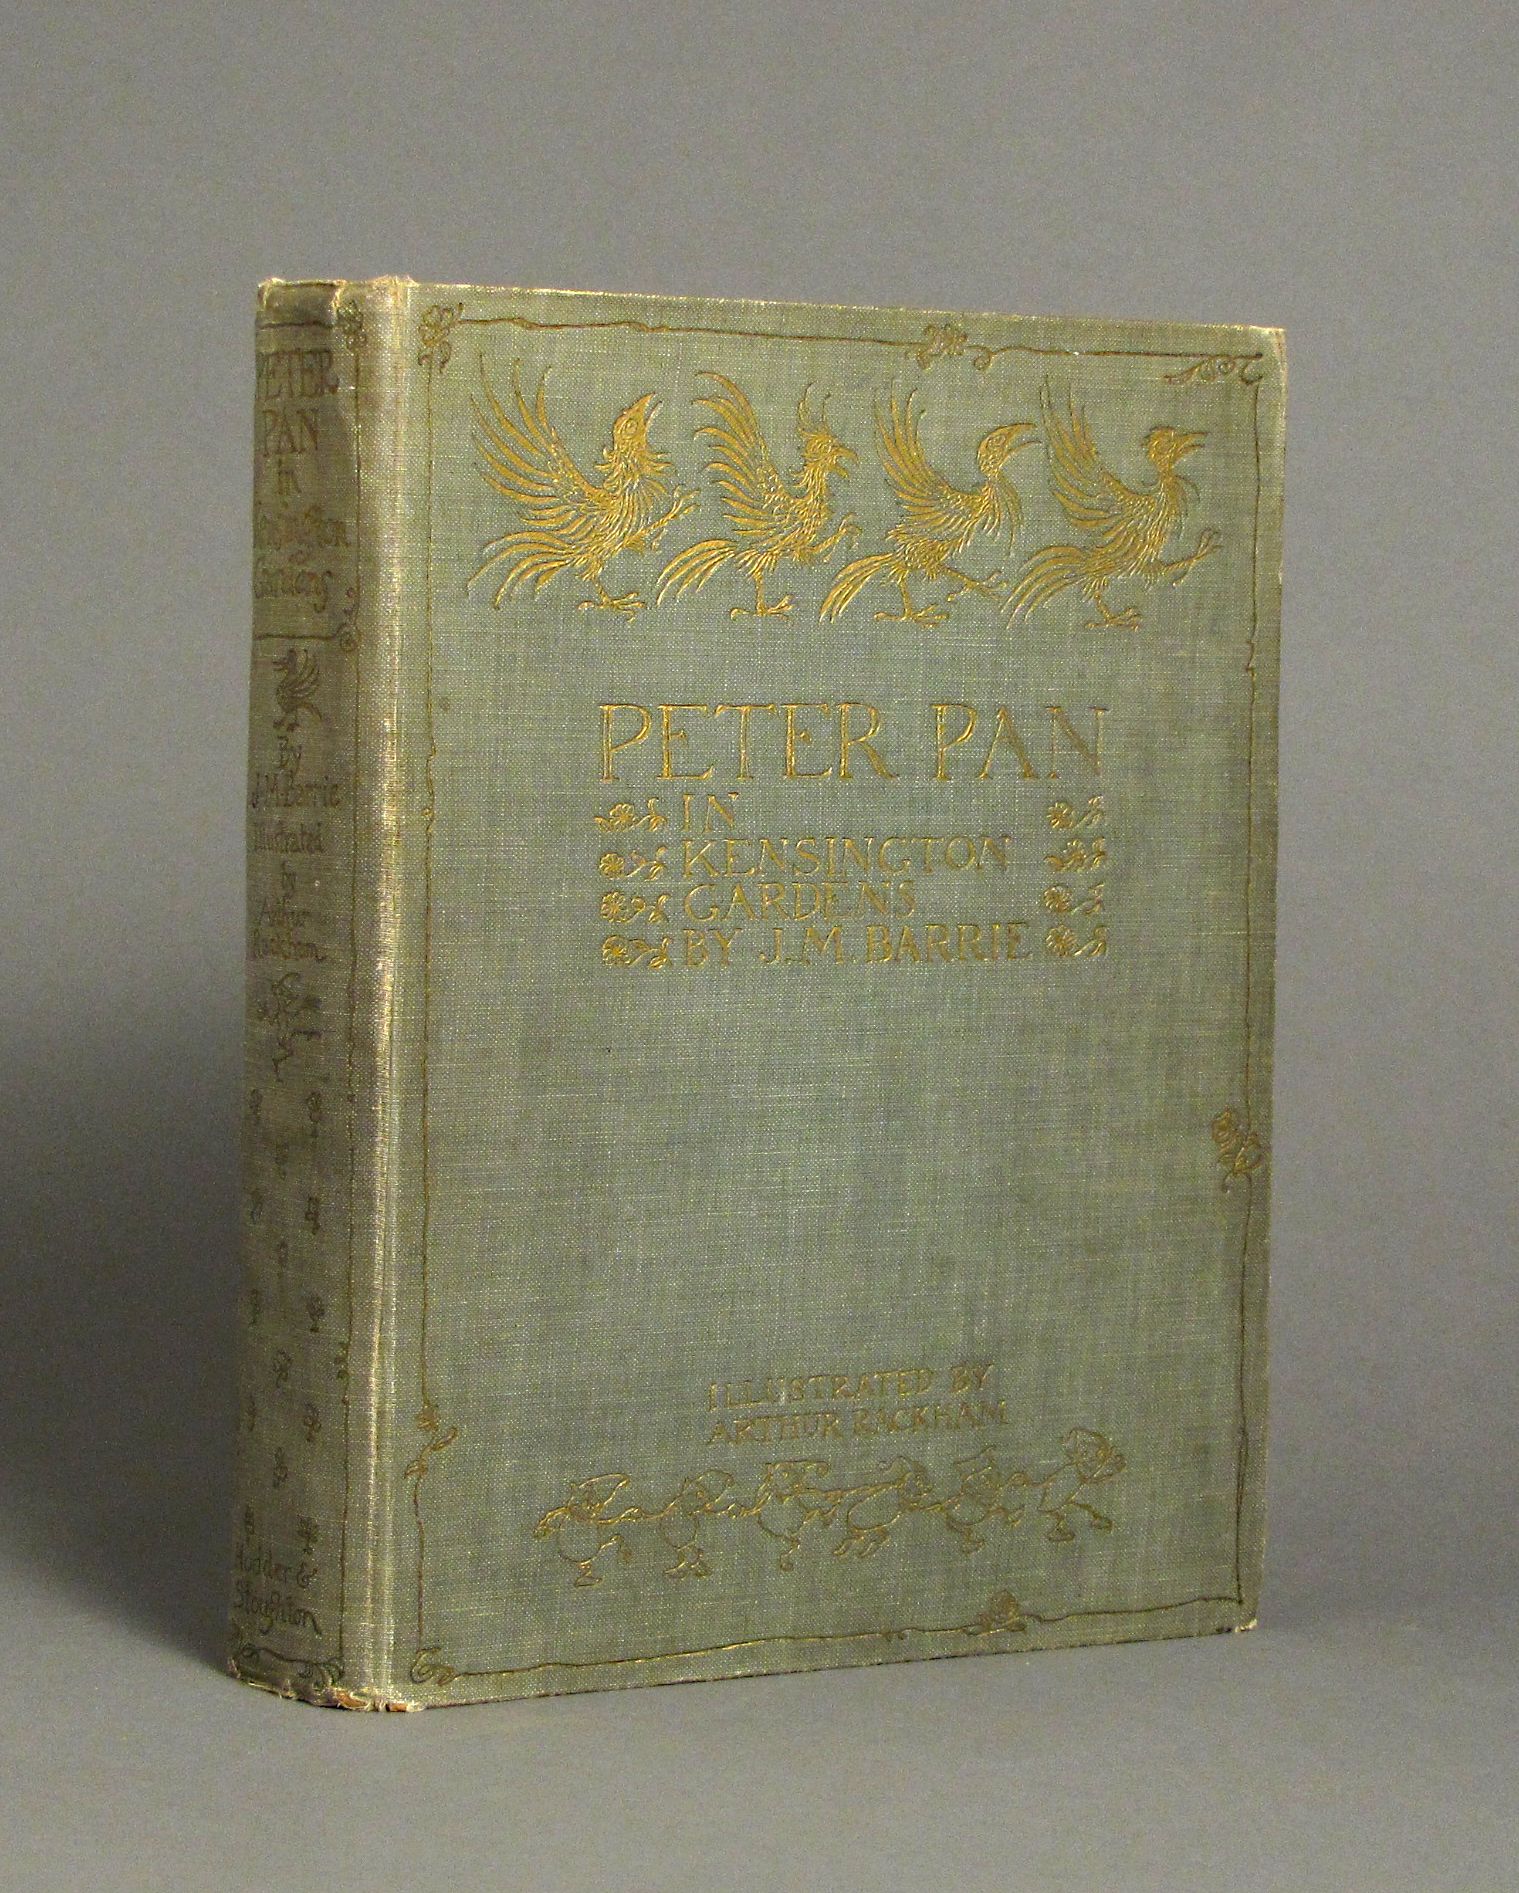 PETER
PAN
in
Kensington
Gardens
By
J.M.Barrie
Illustrated
by
Arthur
Rackham
Hodder &
Stoughton
PETER PAN
IN
KENSINGTON
GARDENS
BY J.M. BARRIE
ILLUSTRATED BY
ARTHUR RACKHAM